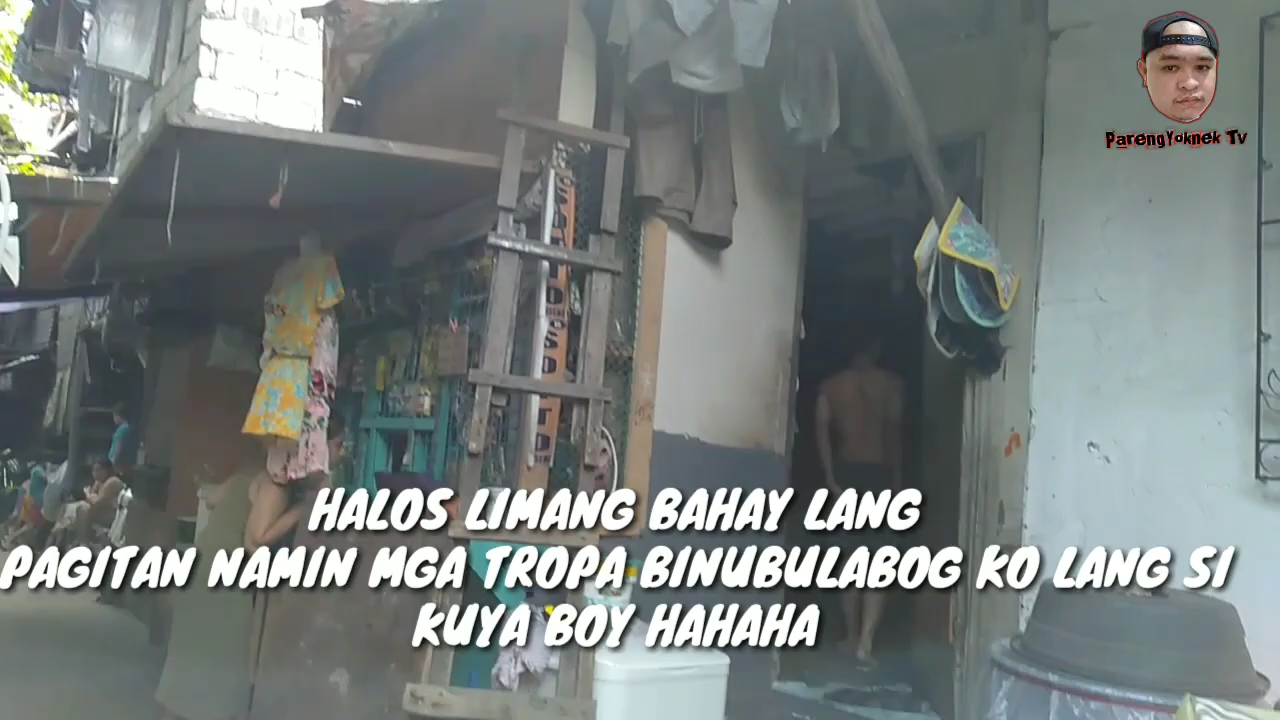 ParengYoknek Tv
HALOS LIMANG BAHAY LANG
PAGITAN NAMIN MGA TROPA BINUBULABOG KO LANG SI
KUYA BOY HAHAHA